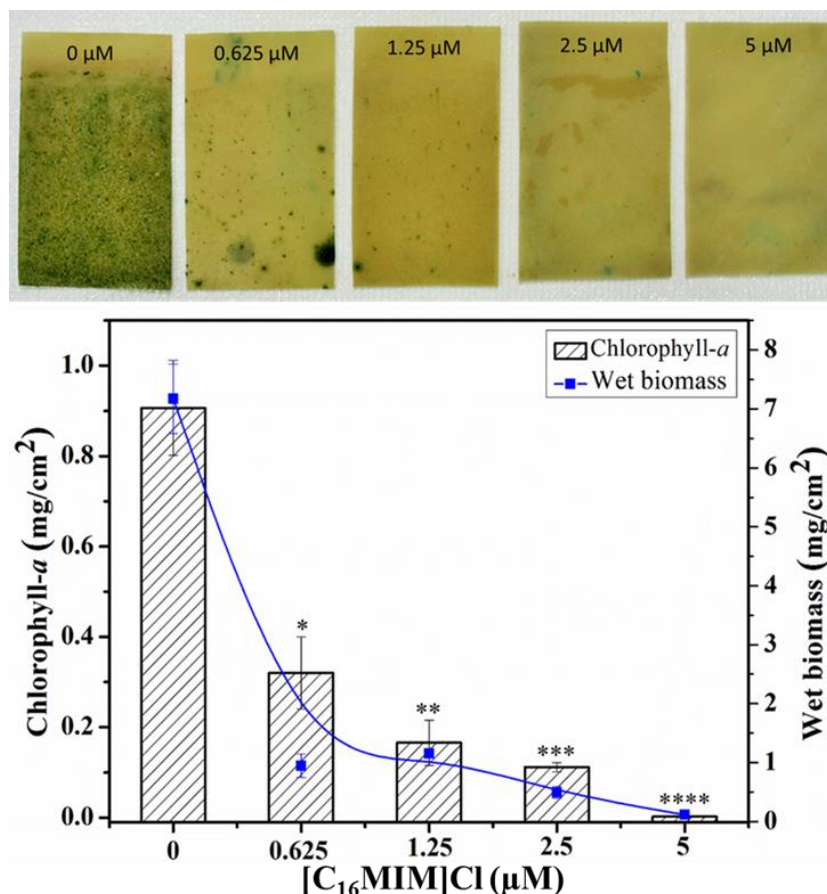 0 µM
0.625 µM
1.25 µM
2.5 µM
5 µM
Chlorophyll-a
Wet biomass
Chlorophyll-a (mg/cm²)
1.0
0.8
0.6
0.4
0.2
0.0
*
**
***
****
8
7
6
5
4
3
2
1
0
Wet biomass (mg/cm²)
0 0.625 1.25 2.5 5
[C₁₆MIM]Cl (µM)